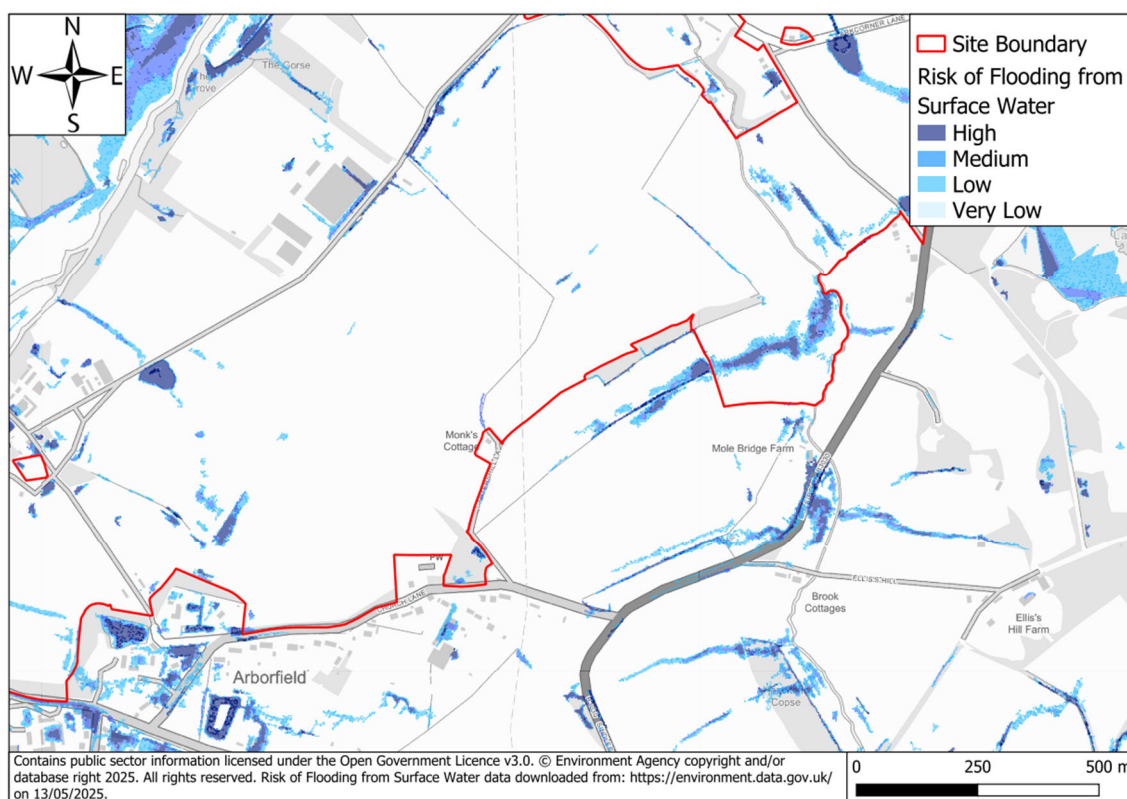 N
W E
S
The Gorse
Site Boundary
Risk of Flooding from
Surface Water
High
Medium
Low
Very Low
Monk's
Cottage
Mole Bridge Farm
PW
CHURCH LANE
ELLIS'S HILL
Brook
Cottages
Ellis's
Hill Farm
Arborfield
Copse
Contains public sector information licensed under the Open Government Licence v3.0. © Environment Agency copyright and/or
database right 2025. All rights reserved. Risk of Flooding from Surface Water data downloaded from: https://environment.data.gov.uk/
on 13/05/2025.
0 250 500 m